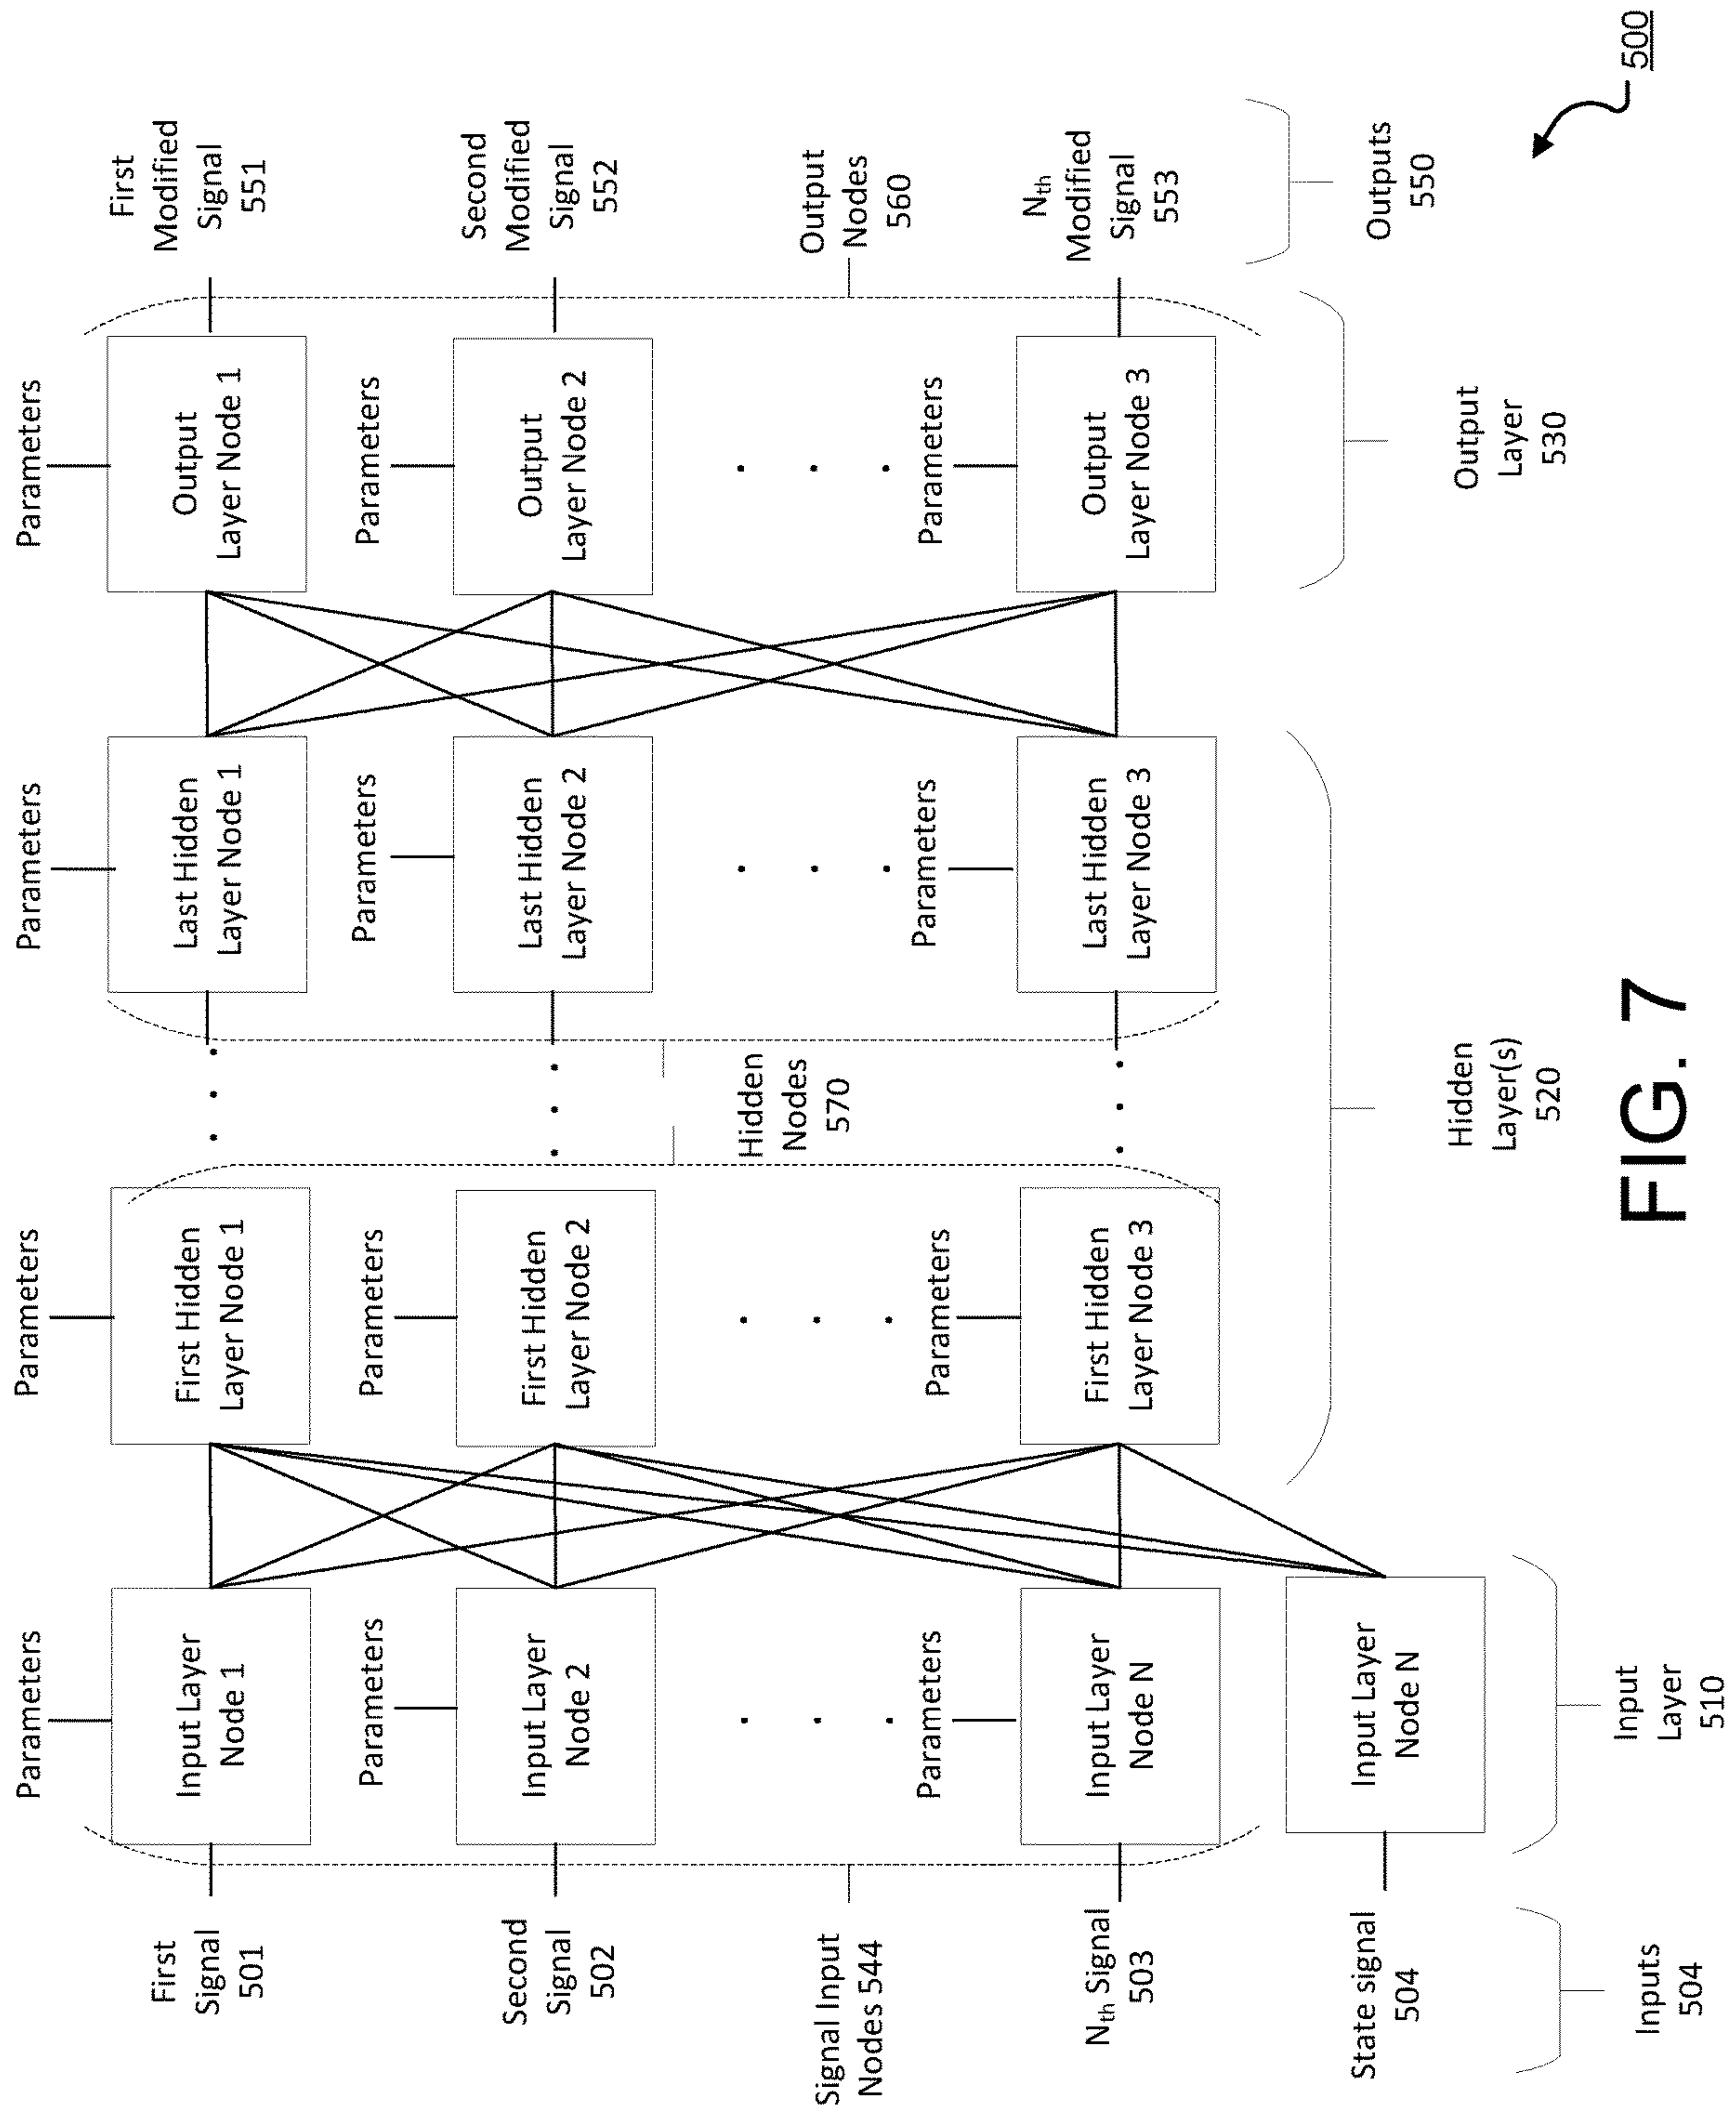 Parameters
Parameters
Parameters
Parameters
First
Signal
501
Input Layer
Node 1
First Hidden
Layer Node 1
Last Hidden
Layer Node 1
Output
Layer Node 1
First
Modified
Signal
551
Parameters
Parameters
Parameters
Parameters
Second
Signal
502
Input Layer
Node 2
First Hidden
Layer Node 2
Last Hidden
Layer Node 2
Output
Layer Node 2
Second
Modified
Signal
552
Signal Input
Nodes 544
Hidden
Nodes
570
Output
Nodes
560
Parameters
Parameters
Parameters
Parameters
Nth Signal
503
Input Layer
Node N
First Hidden
Layer Node 3
Last Hidden
Layer Node 3
Output
Layer Node 3
Nth
Modified
Signal
553
State signal
504
Input Layer
Node N
Inputs
504
Input
Layer
510
Hidden
Layer(s)
520
Output
Layer
530
Outputs
550
500
FIG. 7